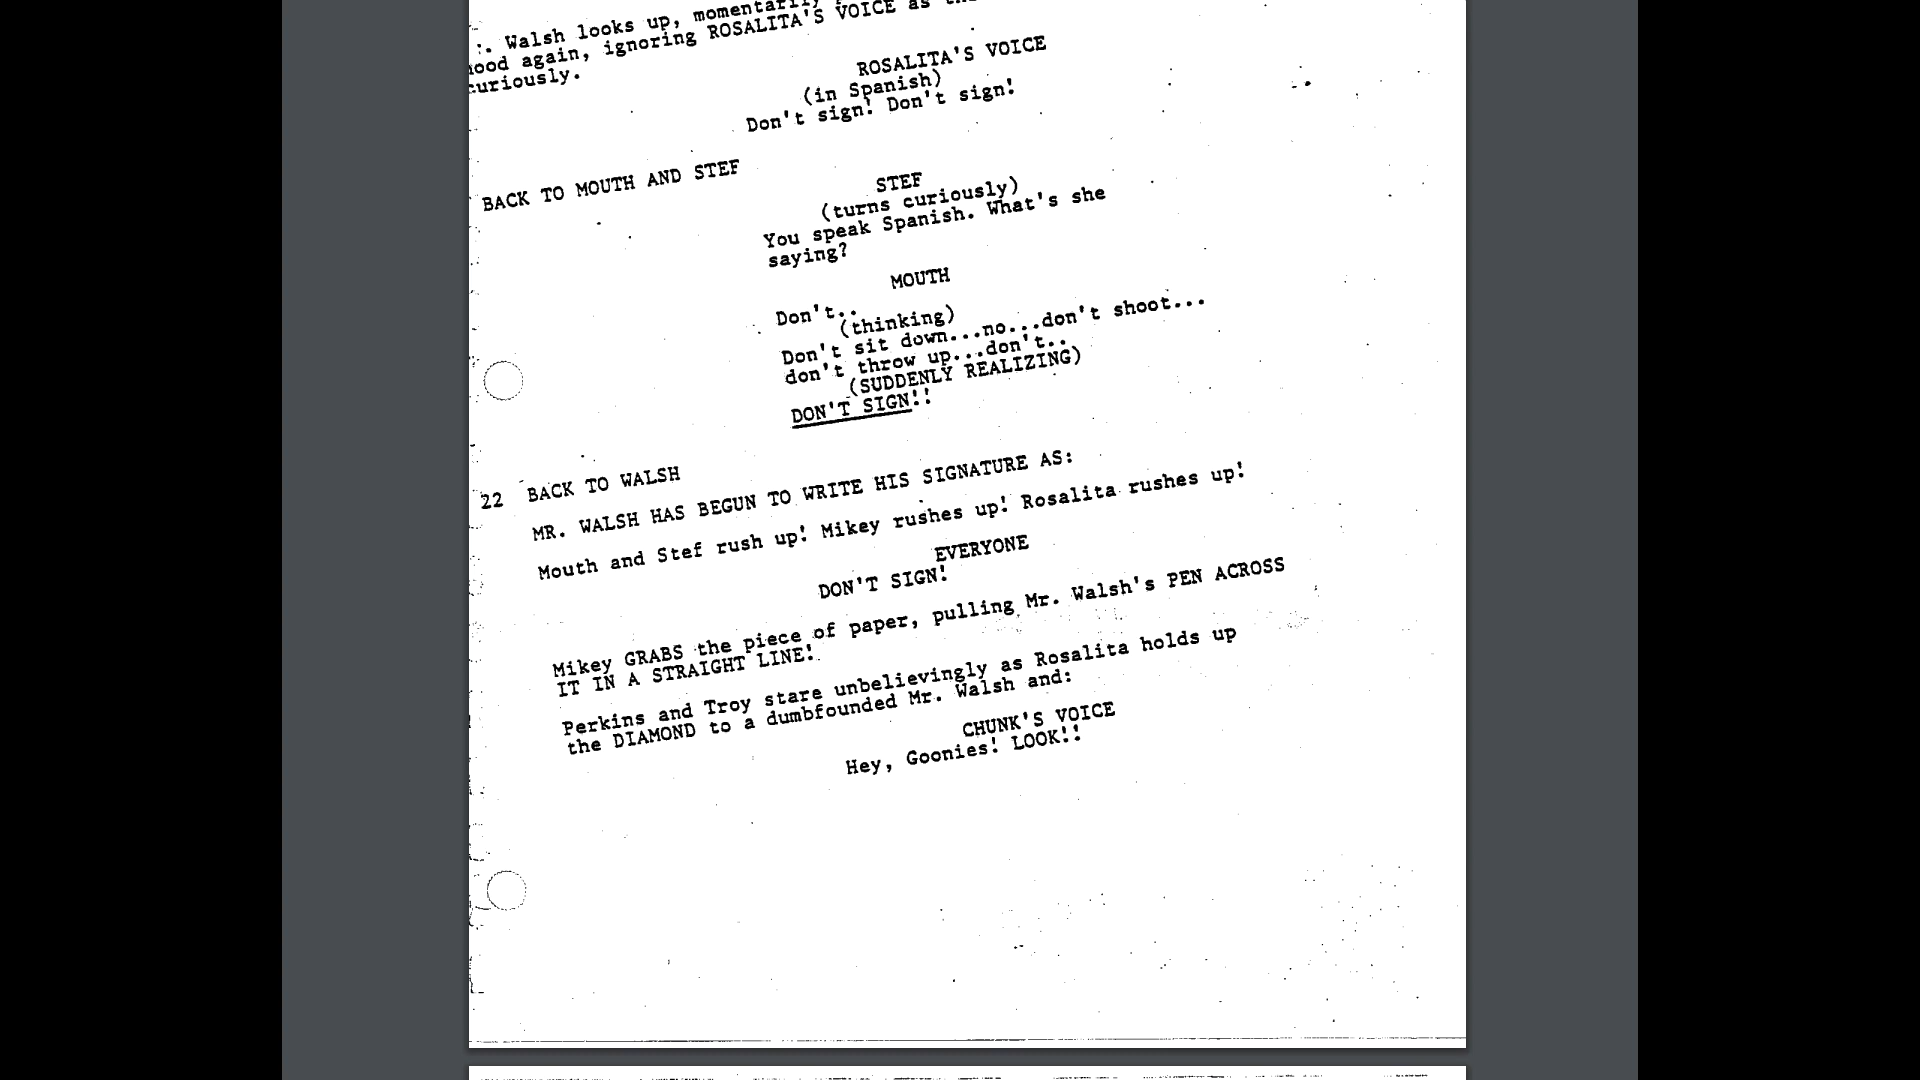 :. Walsh looks up, momentarily
ood again, ignoring ROSALITA'S VOICE as
curiously.
ROSALITA'S VOICE
(in Spanish)
Don't sign! Don't sign!
BACK TO MOUTH AND STEF
STEF
(turns curiously)
You speak Spanish. What's she
saying?
MOUTH
Don't..
(thinking)
Don't sit down...no...don't shoot...
don't throw up...don't..
(SUDDENLY REALIZING)
DON'T SIGN!!
22 BACK TO WALSH
MR. WALSH HAS BEGUN TO WRITE HIS SIGNATURE AS:
Mouth and Stef rush up! Mikey rushes up! Rosalita rushes up!
EVERYONE
DON'T SIGN!
Mikey GRABS the piece of paper, pulling Mr. Walsh's PEN ACROSS
IT IN A STRAIGHT LINE!
Perkins and Troy stare unbelievingly as Rosalita holds up
the DIAMOND to a dumbfounded Mr. Walsh and:
CHUNK'S VOICE
Hey, Goonies! LOOK!!